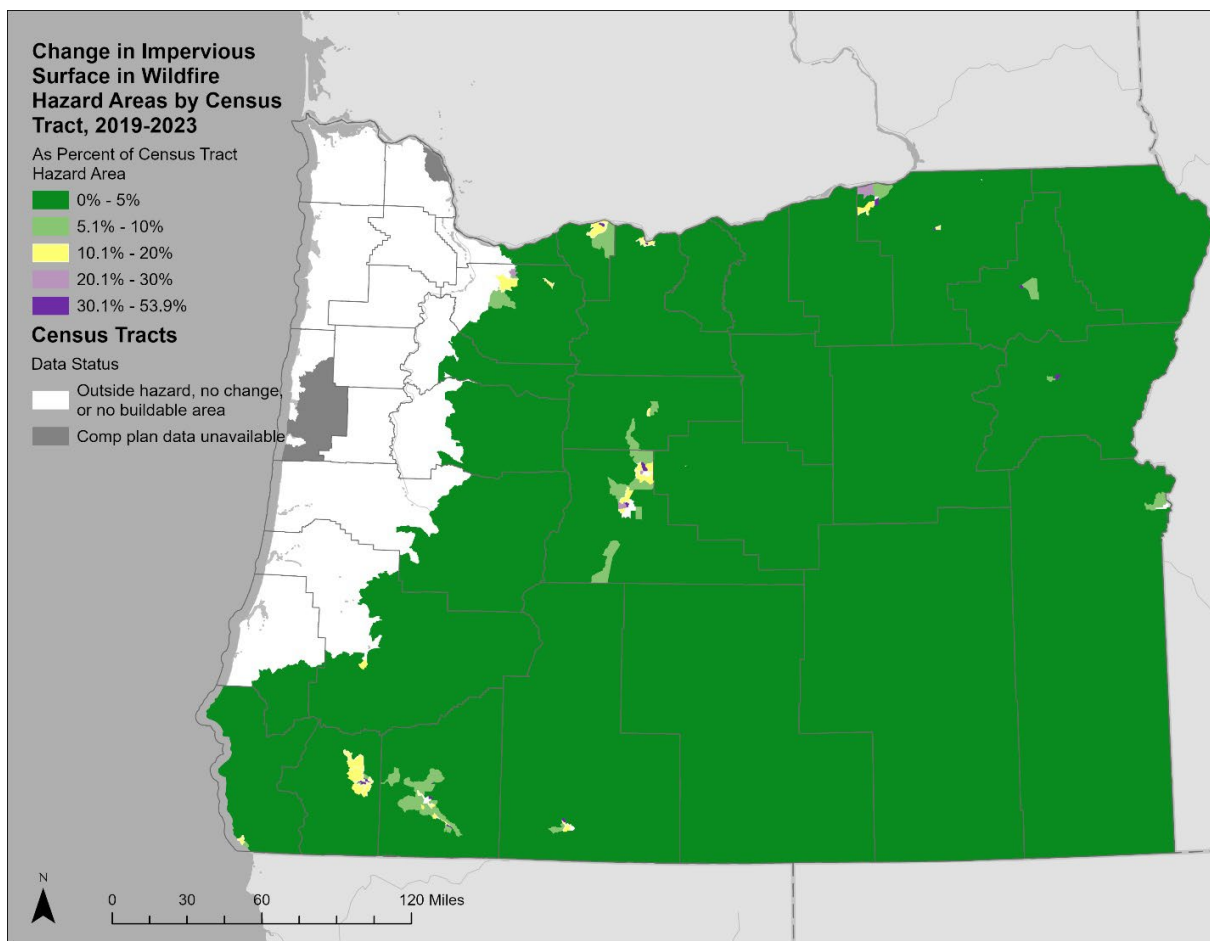 Change in Impervious
Surface in Wildfire
Hazard Areas by Census
Tract, 2019-2023
As Percent of Census Tract
Hazard Area
0% - 5%
5.1% - 10%
10.1% - 20%
20.1% - 30%
30.1% - 53.9%
Census Tracts
Data Status
Outside hazard, no change,
or no buildable area
Comp plan data unavailable
N
0 30 60 120 Miles